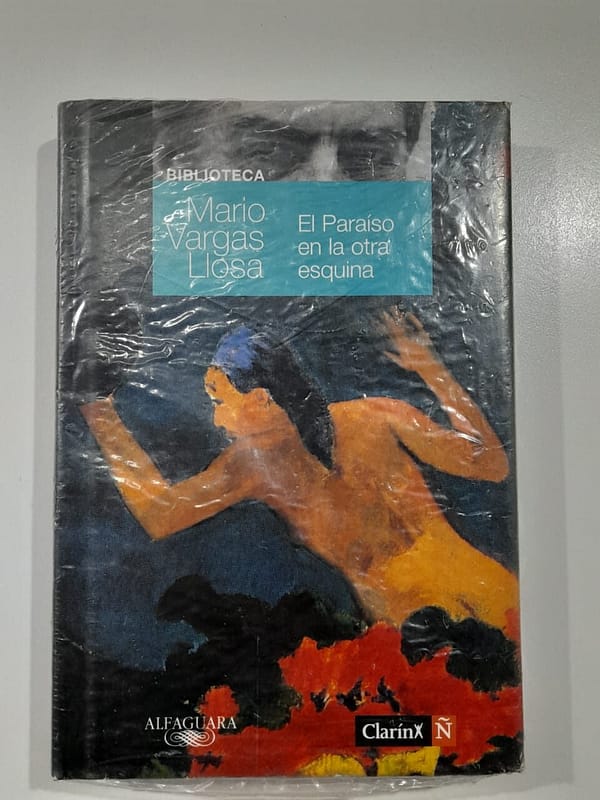 BIBLIOTECA
Mario
Vargas
Llosa
El Paraíso
en la otra
esquina
ALFAGUARA
Clarín Ñ